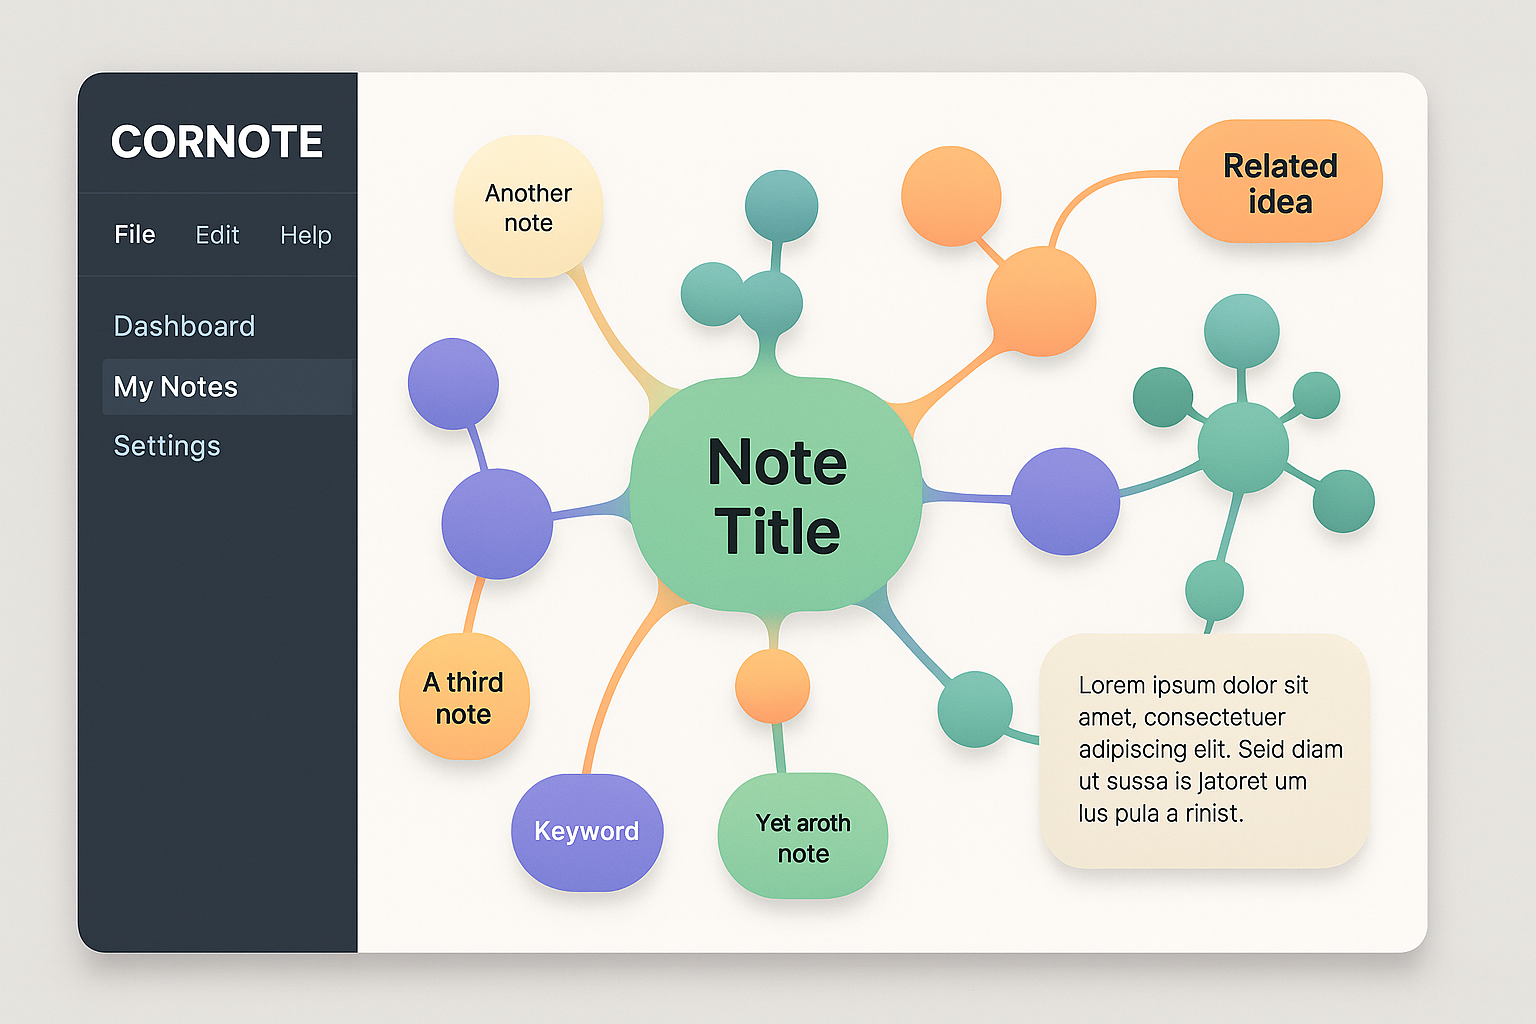 CORNOTE
File Edit Help
Dashboard
My Notes
Settings
Another
note
Related
idea
Note
Title
A third
note
Keyword
Yet aroth
note
Lorem ipsum dolor sit
amet, consectetuer
adipiscing elit. Seid diam
ut sussa is Jatoret um
lus pula a rinist.